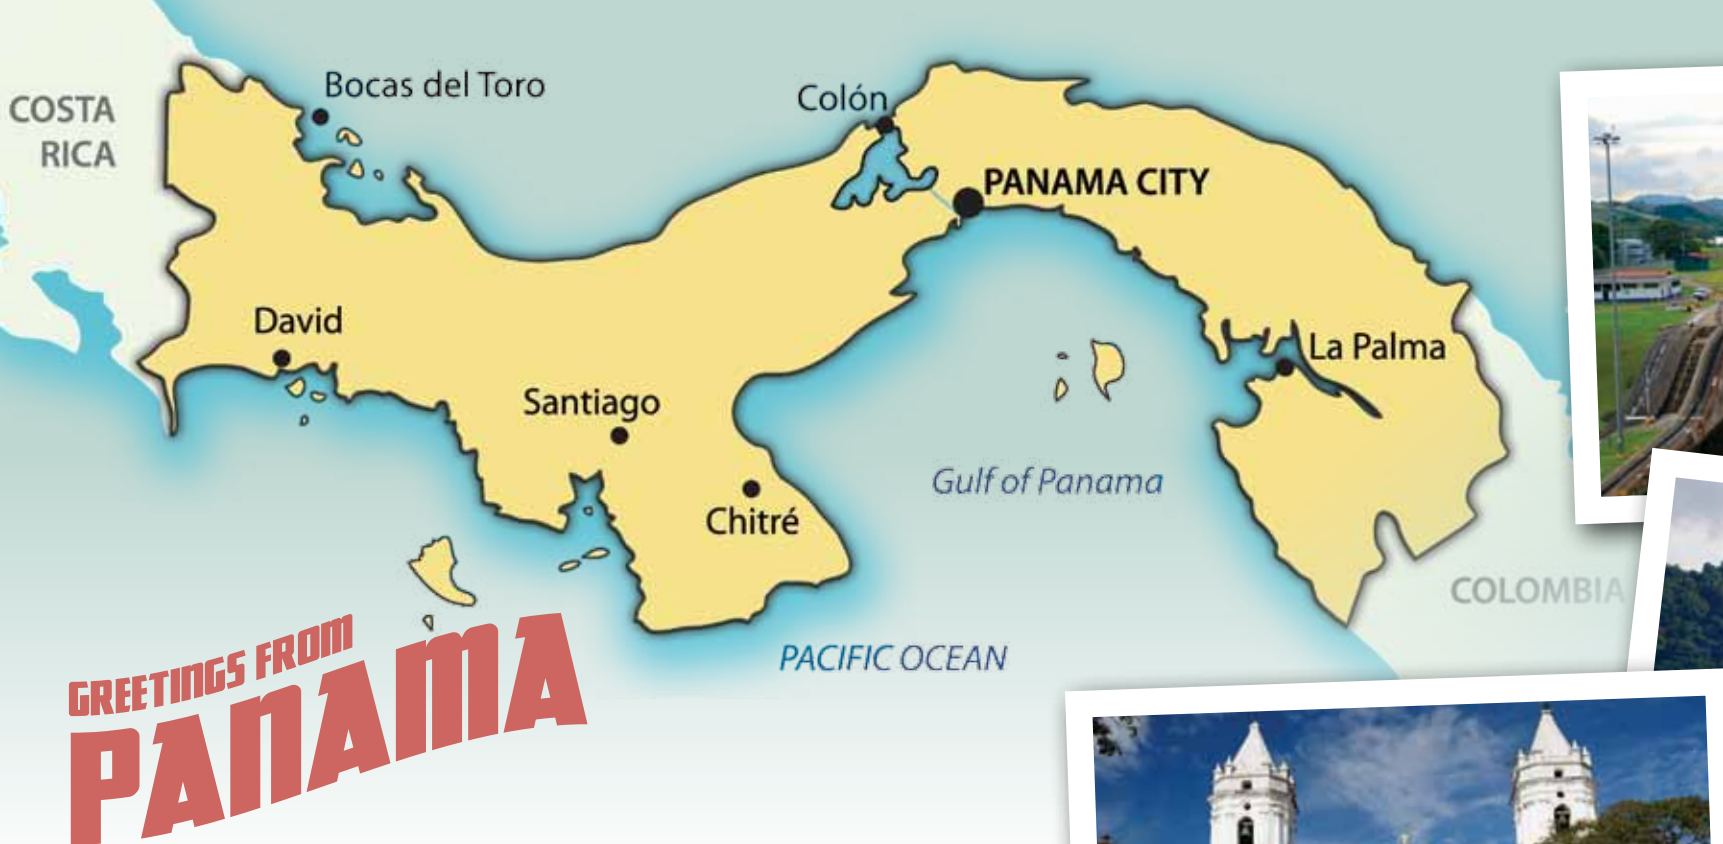 Bocas del Toro
COSTA
RICA
Colón
PANAMA CITY
David
La Palma
Santiago
Gulf of Panama
Chitré
COLOMBIA
PACIFIC OCEAN
GREETINGS FROM
PANAMA